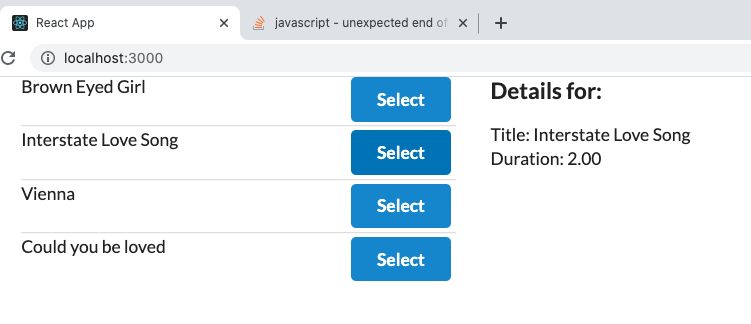 React App
javascript - unexpected end of
localhost:3000
Brown Eyed Girl
Select
Interstate Love Song
Select
Vienna
Select
Could you be loved
Select
Details for:
Title: Interstate Love Song
Duration: 2.00